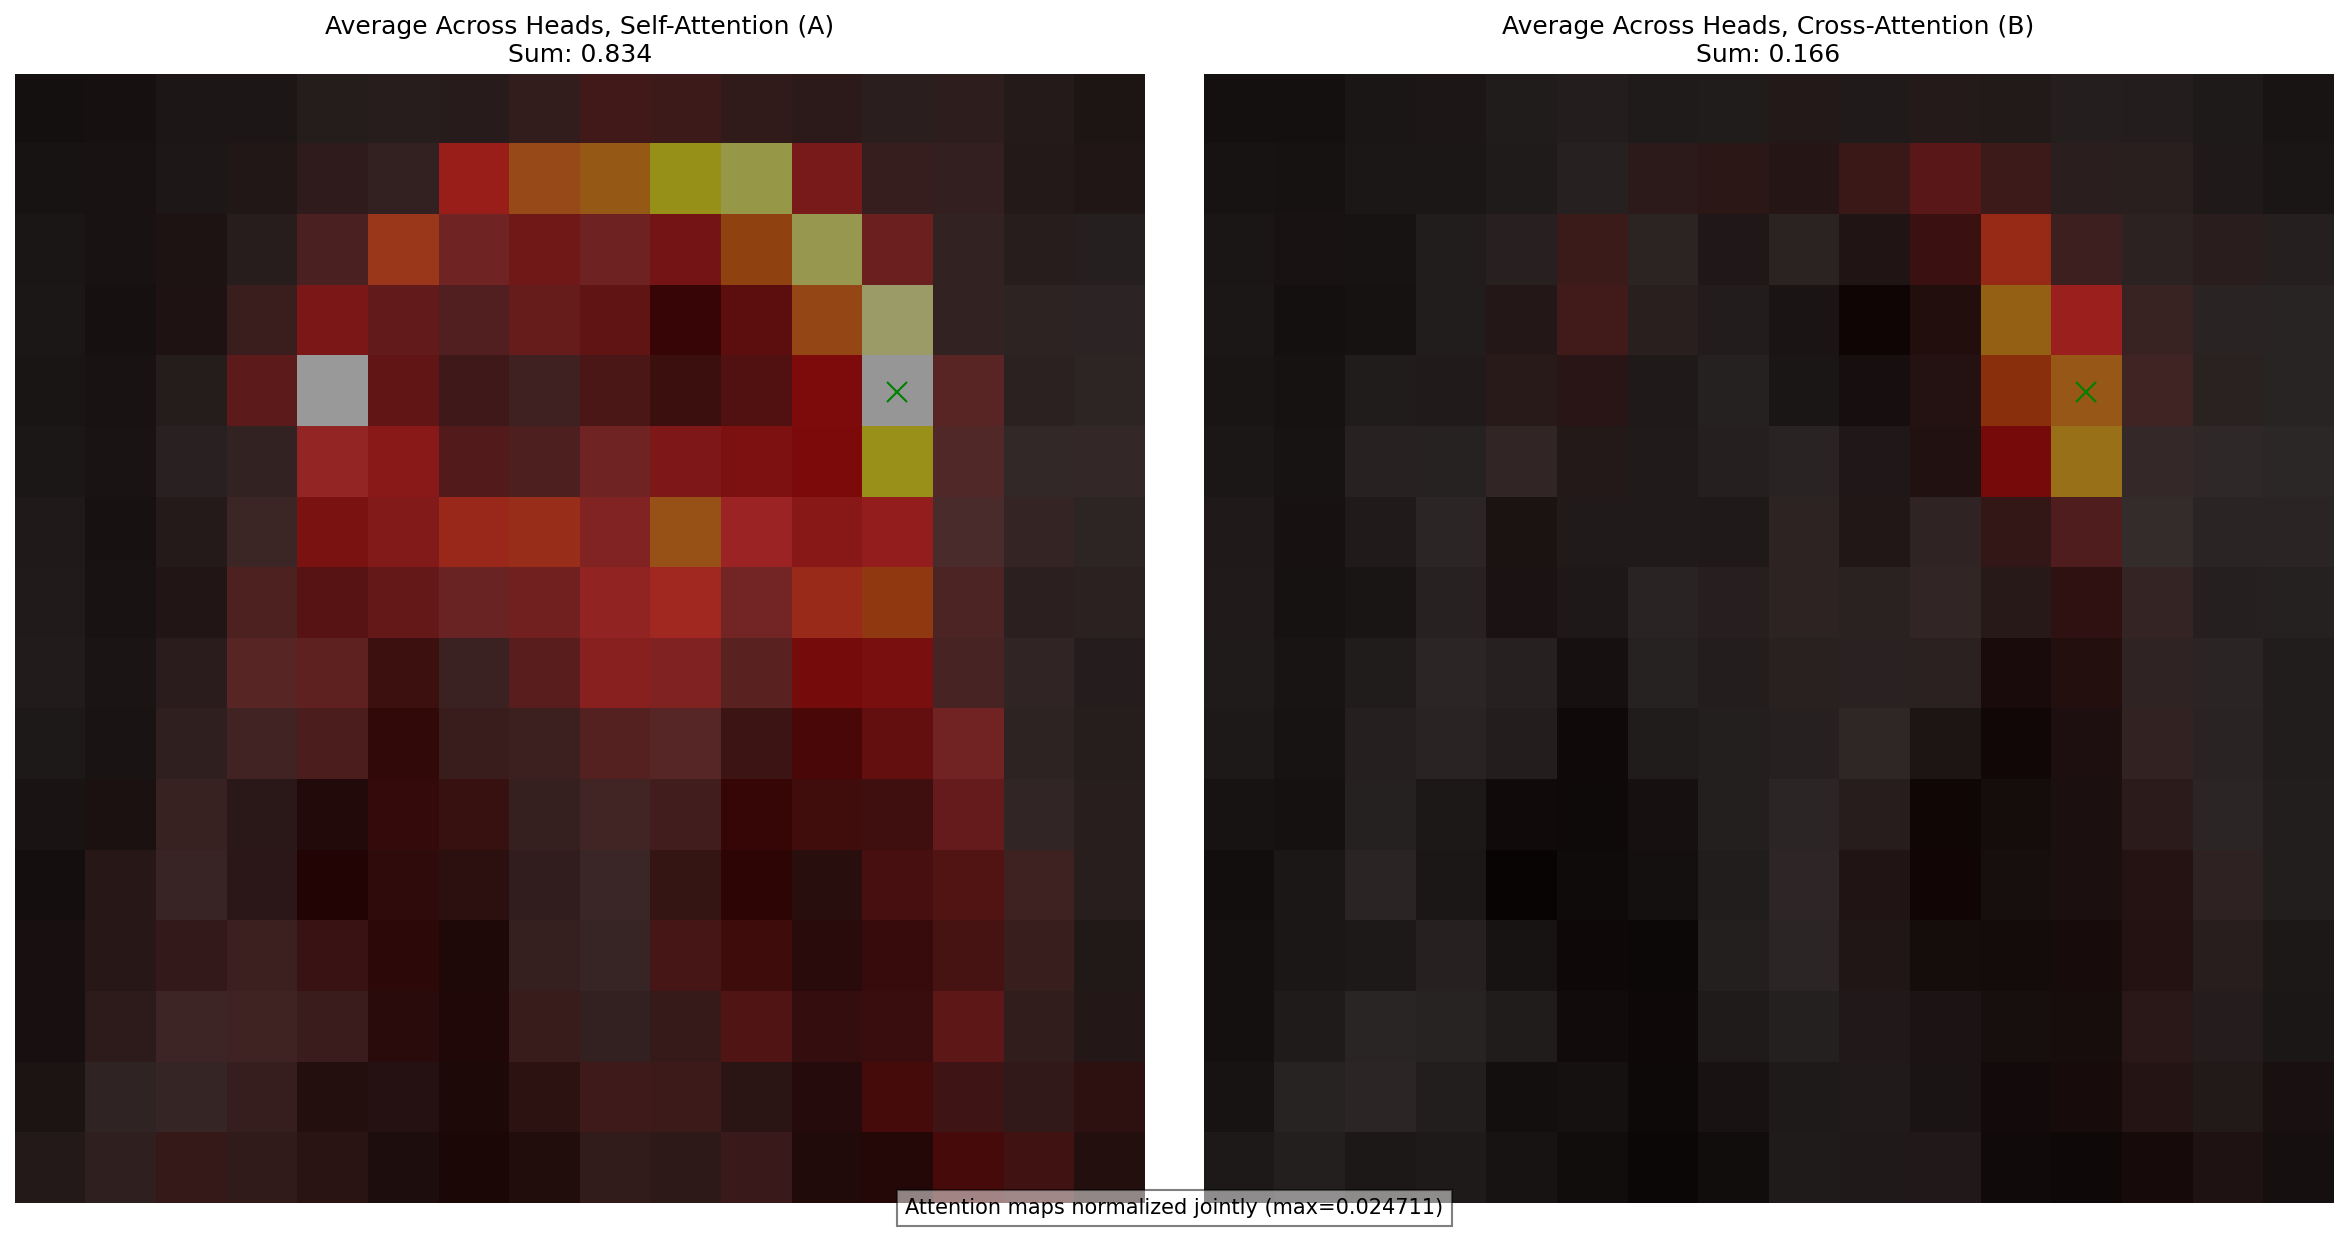 Average Across Heads, Self-Attention (A)
Sum: 0.834
Average Across Heads, Cross-Attention (B)
Sum: 0.166
Attention maps normalized jointly (max=0.024711)